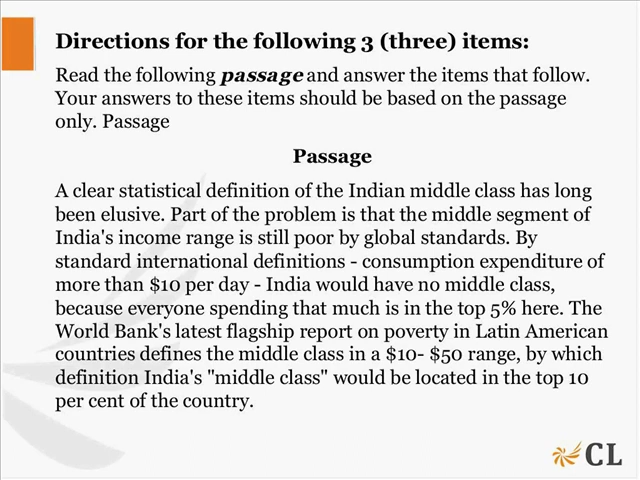 Directions for the following 3 (three) items:
Read the following passage and answer the items that follow.
Your answers to these items should be based on the passage
only. Passage
Passage
A clear statistical definition of the Indian middle class has long
been elusive. Part of the problem is that the middle segment of
India's income range is still poor by global standards. By
standard international definitions - consumption expenditure of
more than $10 per day - India would have no middle class,
because everyone spending that much is in the top 5% here. The
World Bank's latest flagship report on poverty in Latin American
countries defines the middle class in a $10- $50 range, by which
definition India's "middle class" would be located in the top 10
per cent of the country.
CL